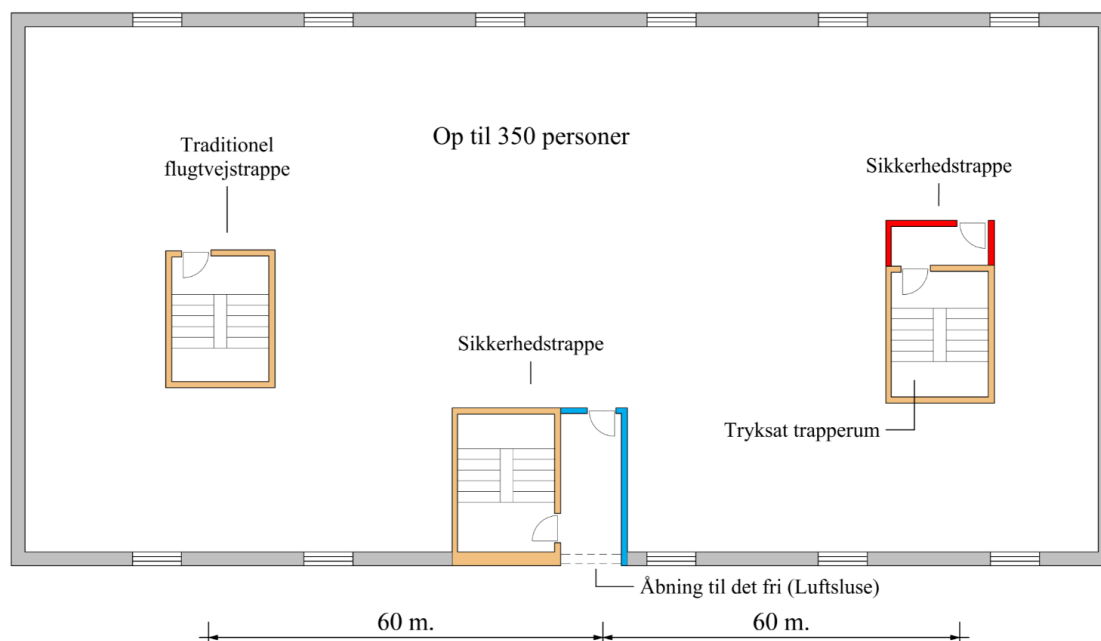 Op til 350 personer
Traditionel
flugtvejstrappe
Sikkerhedstrappe
Sikkerhedstrappe
Tryksat trapperum
Åbning til det fri (Luftsluse)
60 m.
60 m.